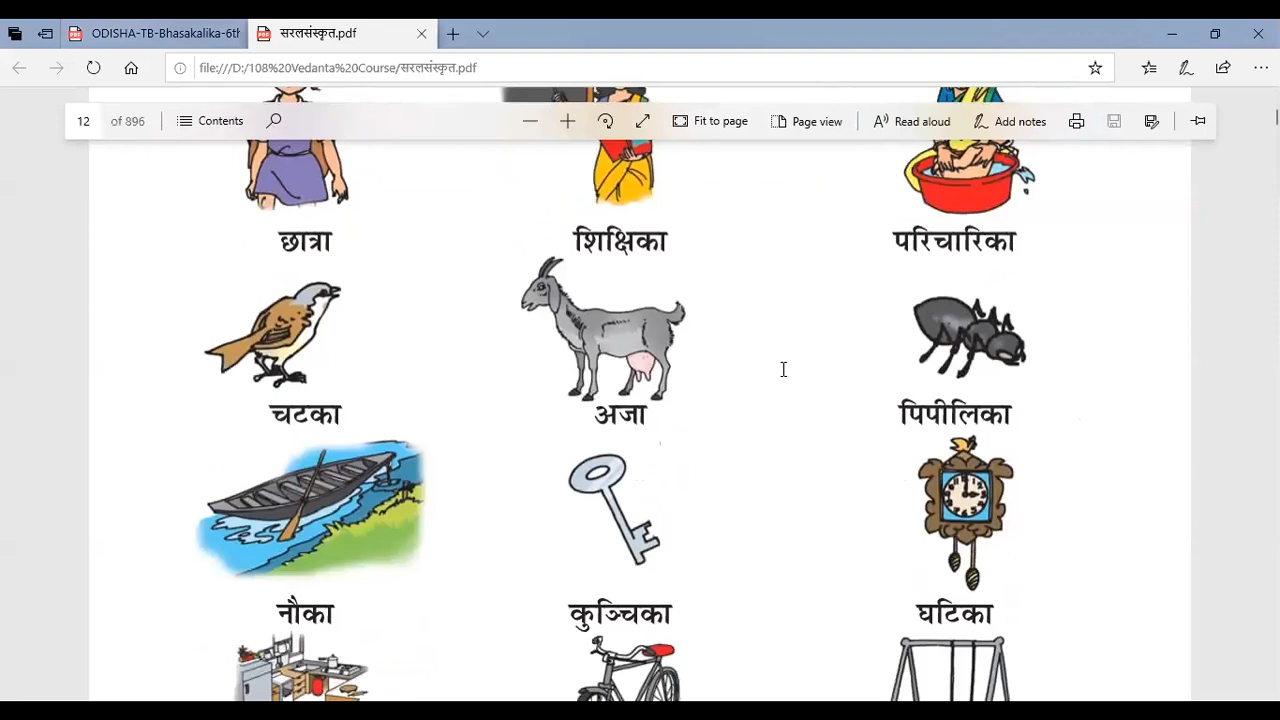 ODISHA-TB-Bhasakalika-6th
सरलसंस्कृत.pdf
file:///D:/108%20Vedanta%20Course/सरलसंस्कृत.pdf
12 of 896 Contents Fit to page Page view Read aloud Add notes
छात्रा शिक्षिका परिचारिका
चटका अजा पिपीलिका
नौका कुञ्चिका घटिका